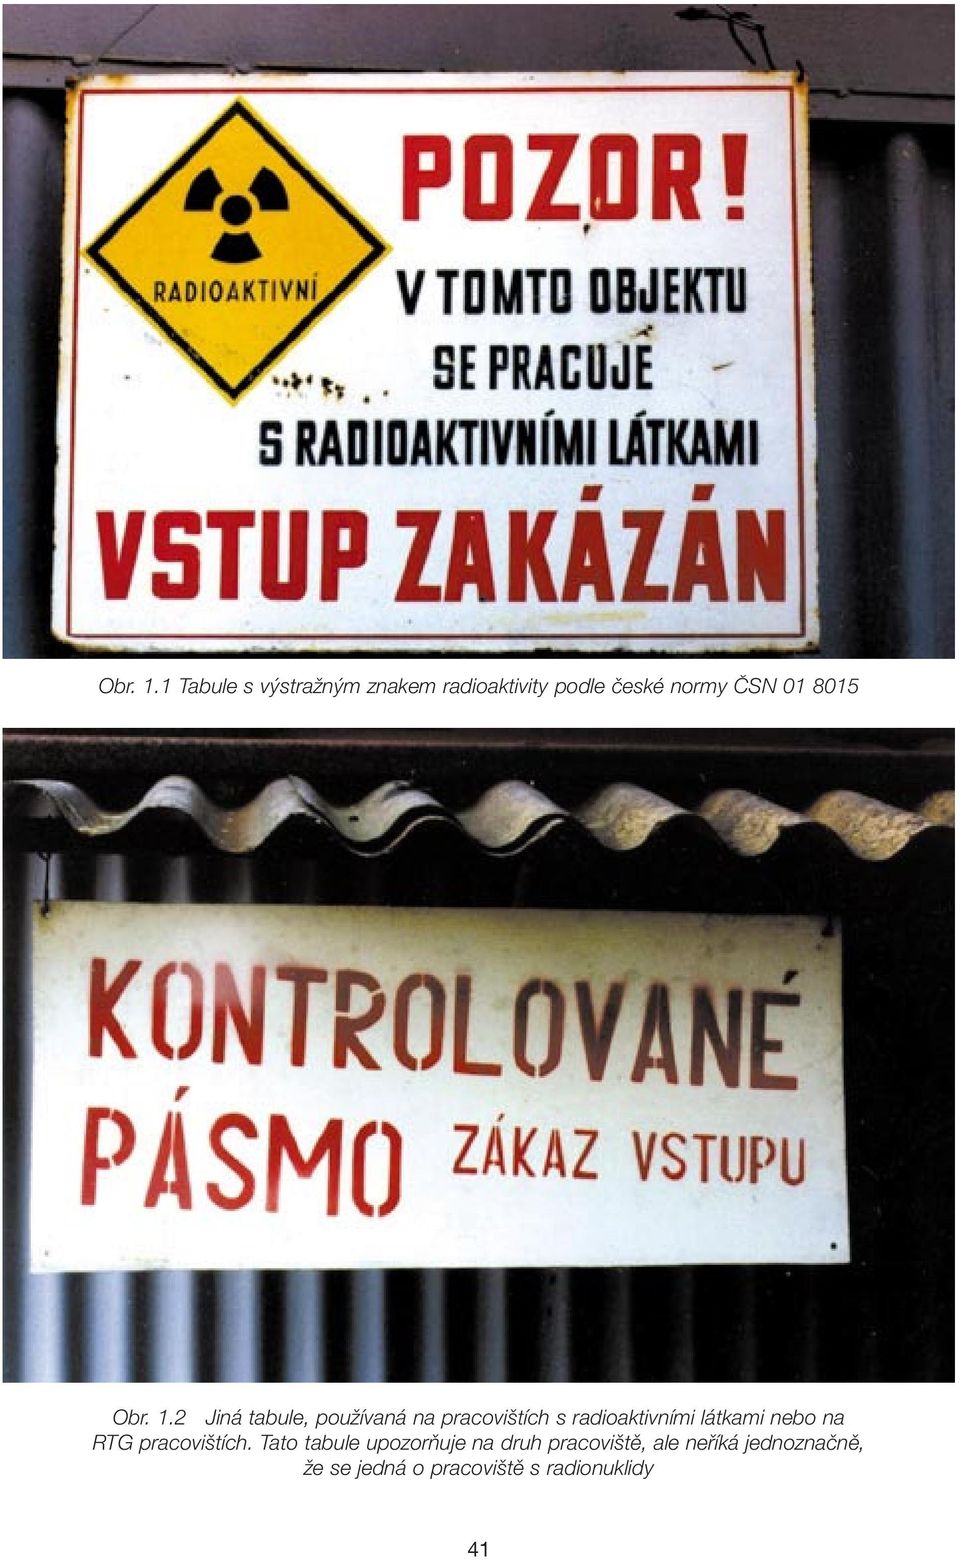 POZOR!
RADIOAKTIVNÍ
V TOMTO OBJEKTU
SE PRACUJE
S RADIOAKTIVNÍMI LÁTKAMI
VSTUP ZAKÁZÁN
Obr. 1.1 Tabule s výstražným znakem radioaktivity podle české normy ČSN 01 8015
KONTROLOVANÉ
PÁSMO ZÁKAZ VSTUPU
Obr. 1.2 Jiná tabule, používaná na pracovištích s radioaktivními látkami nebo na
RTG pracovištích. Tato tabule upozorňuje na druh pracoviště, ale neříká jednoznačně,
že se jedná o pracoviště s radionuklidy
41